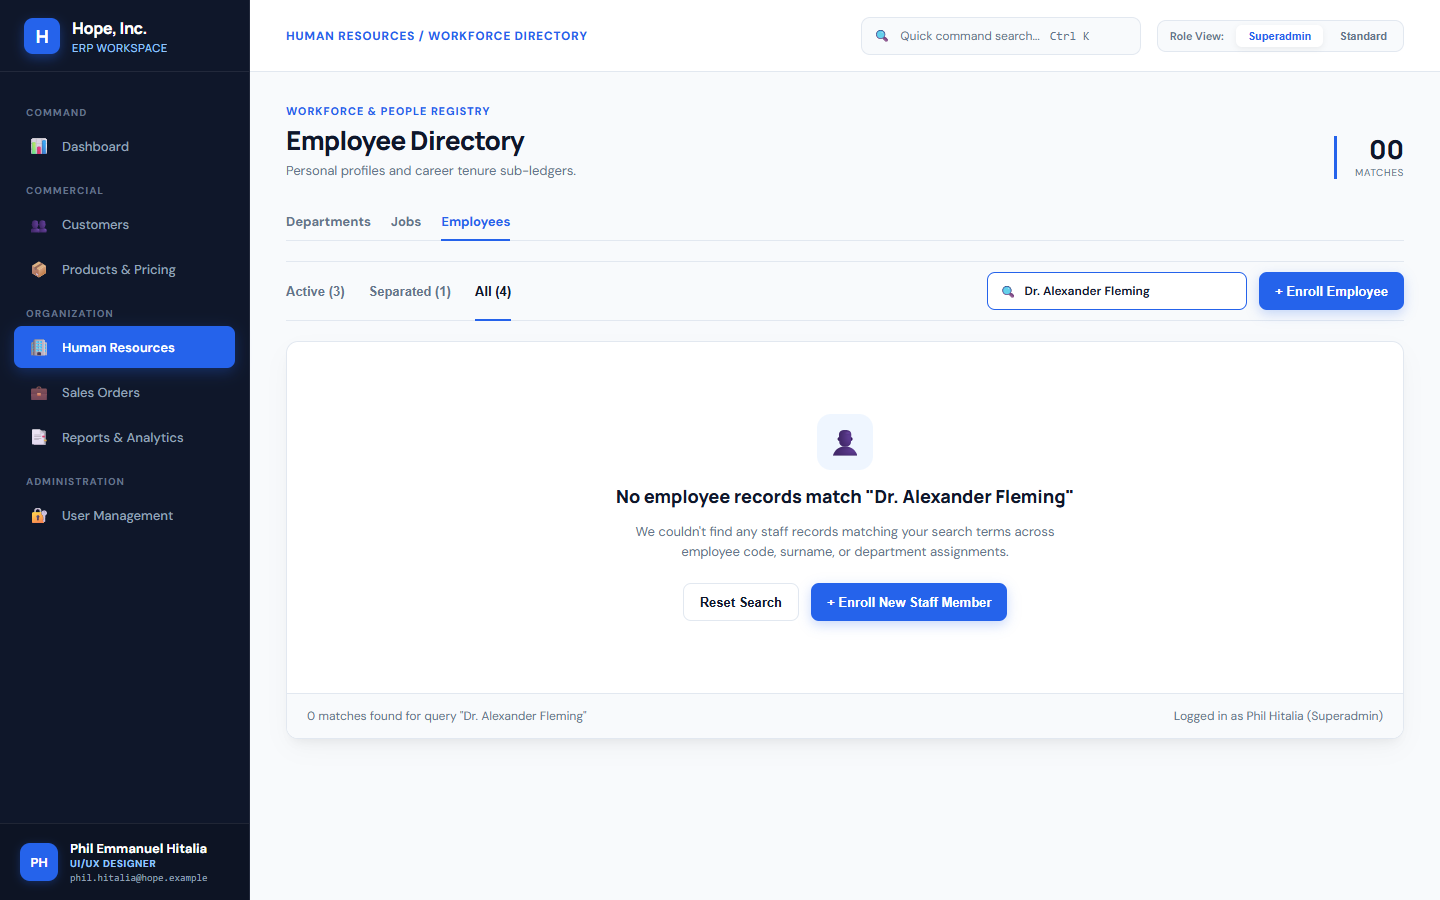 H
Hope, Inc.
ERP WORKSPACE
COMMAND
Dashboard
COMMERCIAL
Customers
Products & Pricing
ORGANIZATION
Human Resources
Sales Orders
Reports & Analytics
ADMINISTRATION
User Management
PH
Phil Emmanuel Hitalia
UI/UX DESIGNER
phil.hitalia@hope.example
HUMAN RESOURCES / WORKFORCE DIRECTORY
Quick command search... Ctrl K
Role View: Superadmin Standard
WORKFORCE & PEOPLE REGISTRY
Employee Directory
Personal profiles and career tenure sub-ledgers.
00
MATCHES
Departments Jobs Employees
Active (3) Separated (1) All (4)
Dr. Alexander Fleming
+ Enroll Employee
No employee records match "Dr. Alexander Fleming"
We couldn't find any staff records matching your search terms across
employee code, surname, or department assignments.
Reset Search
+ Enroll New Staff Member
0 matches found for query "Dr. Alexander Fleming"
Logged in as Phil Hitalia (Superadmin)